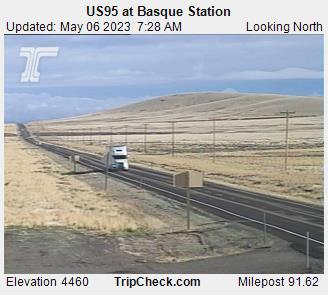 US95 at Basque Station
Updated: May 06 2023 7:28 AM Looking North
Elevation 4460 TripCheck.com Milepost 91.62